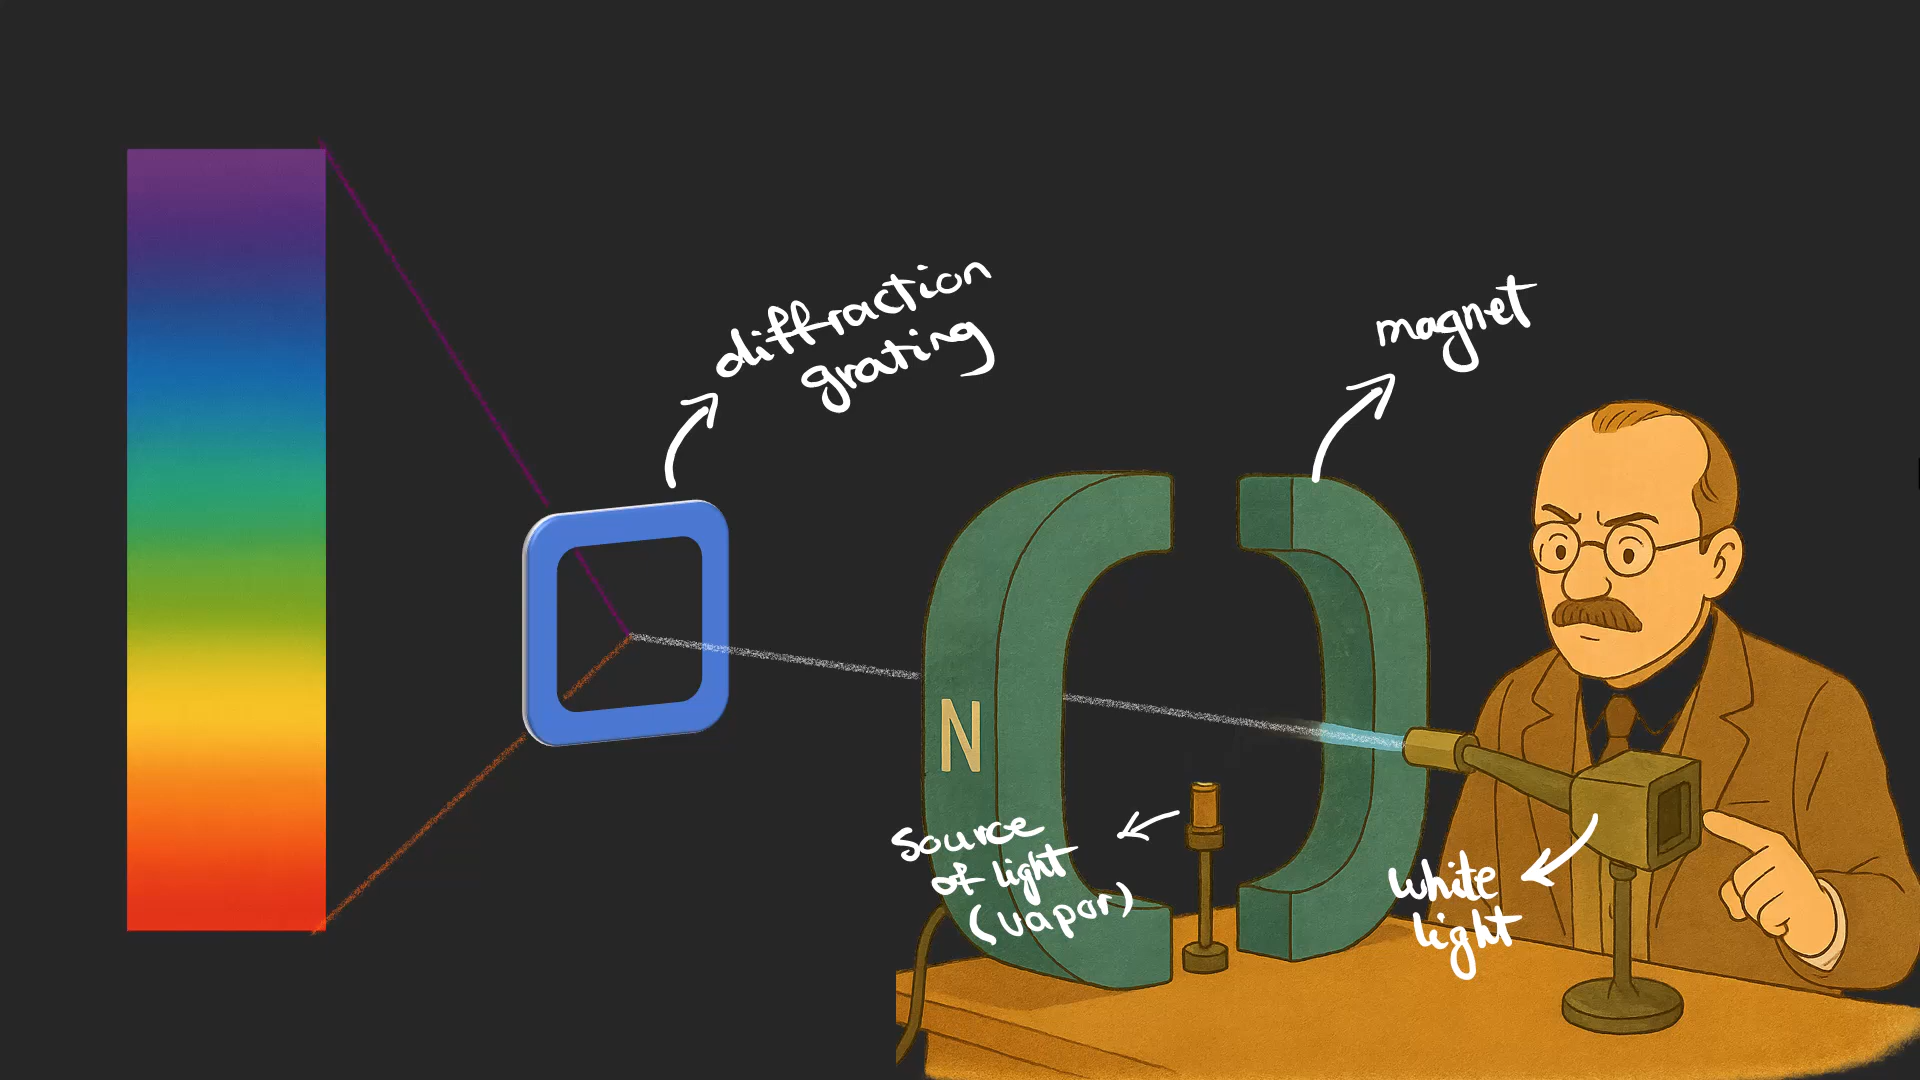 diffraction
grating
magnet
N
Source
of light
(vapor)
white
light